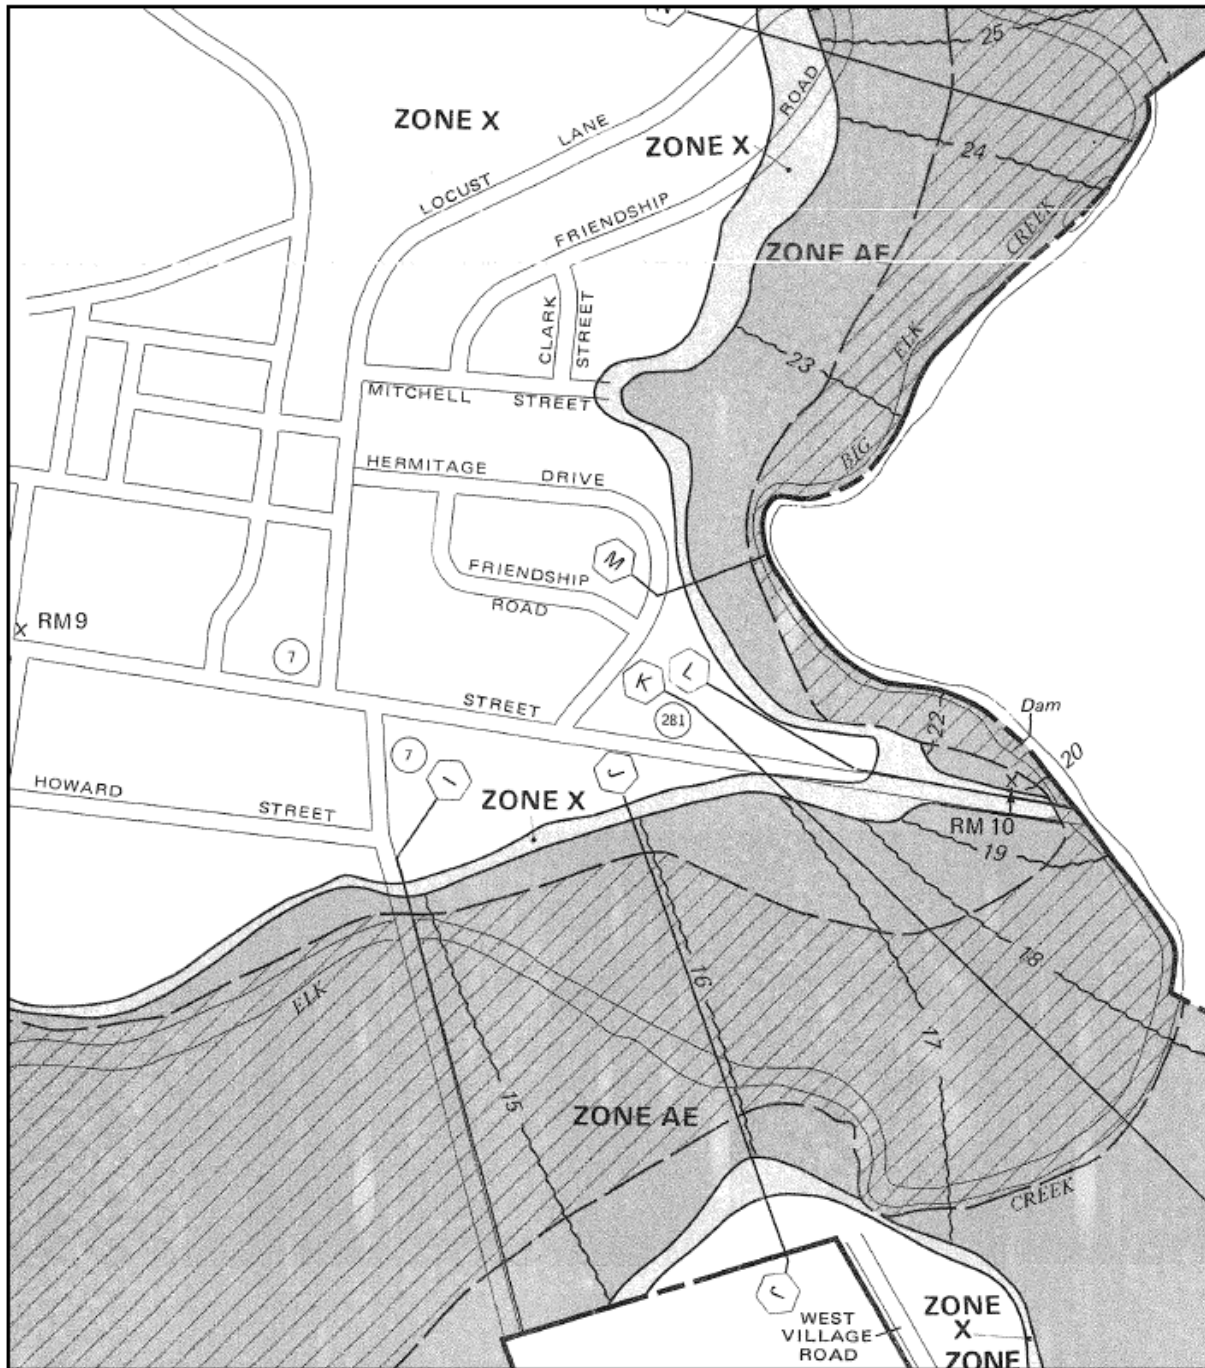 25
ROAD
ZONE X
LANE
ZONE X
24
LOCUST
FRIENDSHIP
CREEK
ZONE AE
CLARK
STREET
ELK
23
MITCHELL STREET
BIG
HERMITAGE DRIVE
M
FRIENDSHIP
ROAD
RM 9
7
K
L
STREET
281
22
Dam
20
7
I
J
HOWARD
STREET
ZONE X
RM 10
19
18
16
ELK
17
15
ZONE AE
CREEK
J
WEST
VILLAGE
ROAD
ZONE
X
ZONE